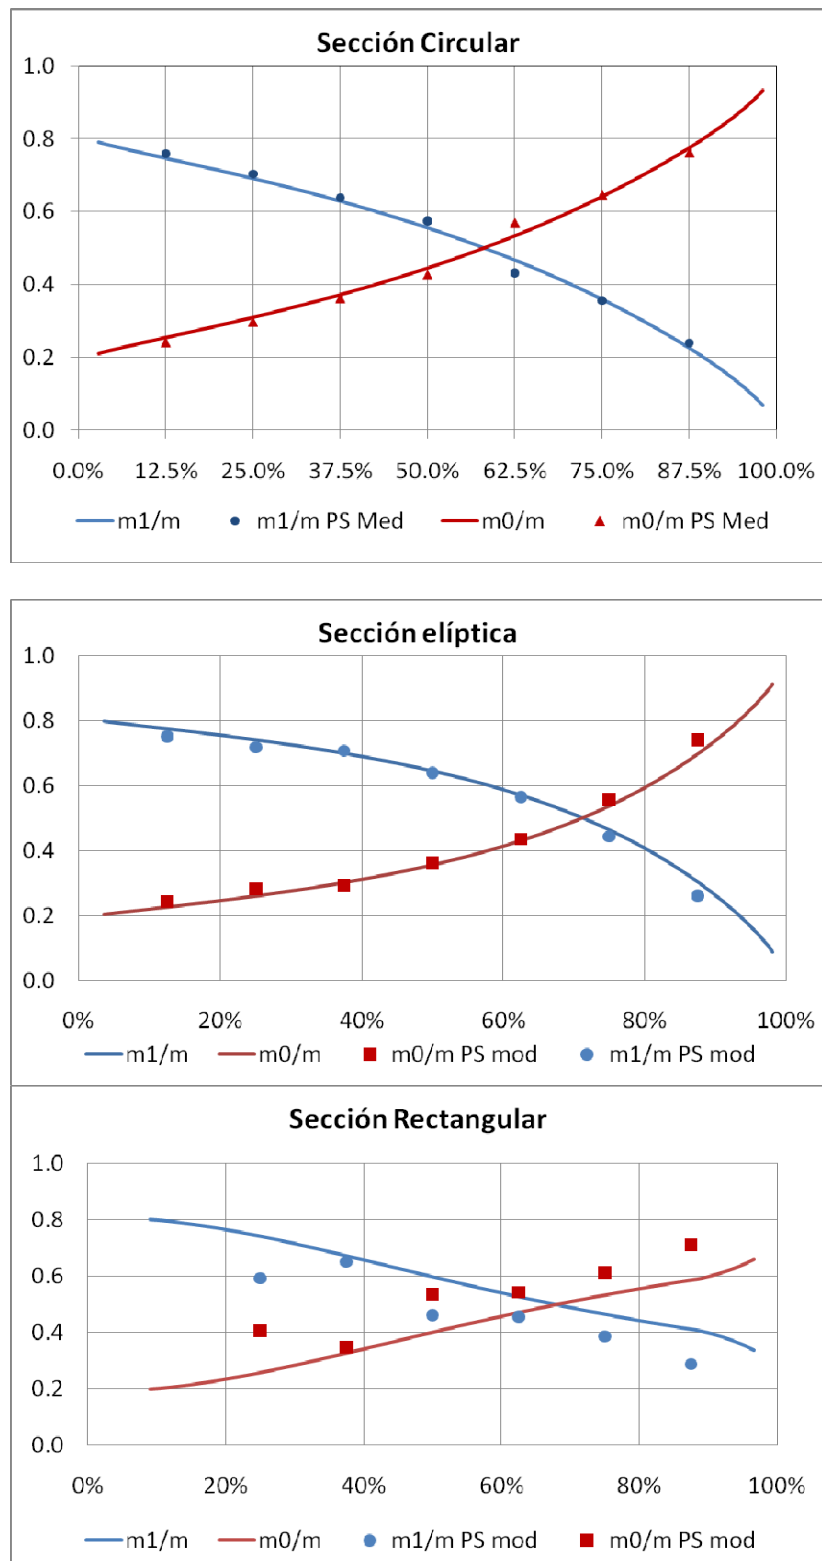 Sección Circular
1.0
0.8
0.6
0.4
0.2
0.0
0.0% 12.5% 25.0% 37.5% 50.0% 62.5% 75.0% 87.5% 100.0%
m1/m m1/m PS Med m0/m m0/m PS Med
Sección elíptica
1.0
0.8
0.6
0.4
0.2
0.0
0% 20% 40% 60% 80% 100%
m1/m m0/m m0/m PS mod m1/m PS mod
Sección Rectangular
1.0
0.8
0.6
0.4
0.2
0.0
0% 20% 40% 60% 80% 100%
m1/m m0/m m1/m PS mod m0/m PS mod